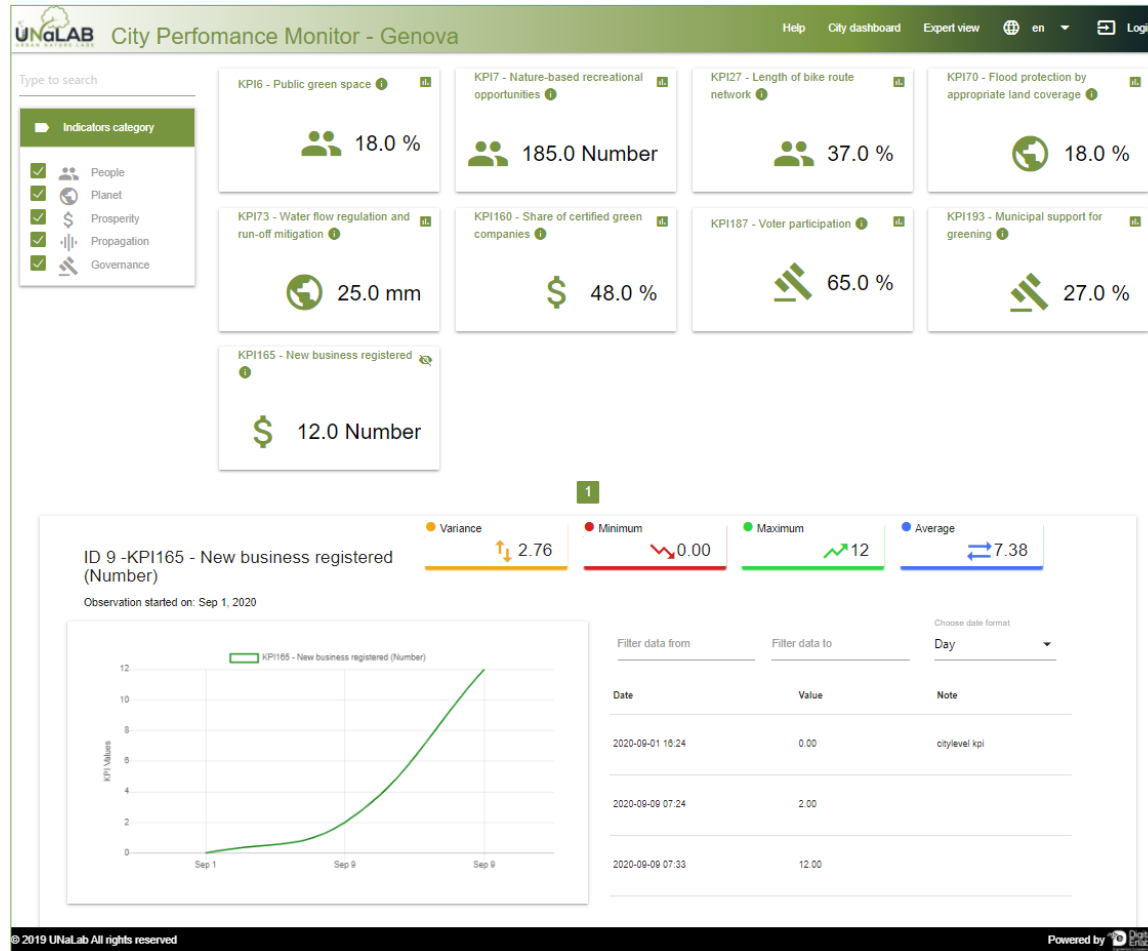 UNaLAB
URBAN NATURE LABS
City Perfomance Monitor - Genova
Help
City dashboard
Expert view
en
Logi
Type to search
Indicators category
People
Planet
Prosperity
Propagation
Governance
KPI6 - Public green space
18.0 %
KPI7 - Nature-based recreational
opportunities
185.0 Number
KPI27 - Length of bike route
network
37.0 %
KPI70 - Flood protection by
appropriate land coverage
18.0 %
KPI73 - Water flow regulation and
run-off mitigation
25.0 mm
KPI160 - Share of certified green
companies
48.0 %
KPI187 - Voter participation
65.0 %
KPI193 - Municipal support for
greening
27.0 %
KPI165 - New business registered
12.0 Number
1
ID 9 -KPI165 - New business registered
(Number)
Observation started on: Sep 1, 2020
Variance
2.76
Minimum
0.00
Maximum
12
Average
7.38
KPI165 - New business registered (Number)
KPI Values
12
10
8
6
4
2
0
Sep 1
Sep 9
Sep 9
Filter data from
Filter data to
Choose date format
Day
Date Value Note
2020-09-01 16:24 0.00 citylevel kpi
2020-09-09 07:24 2.00
2020-09-09 07:33 12.00
© 2019 UNaLab All rights reserved
Powered by